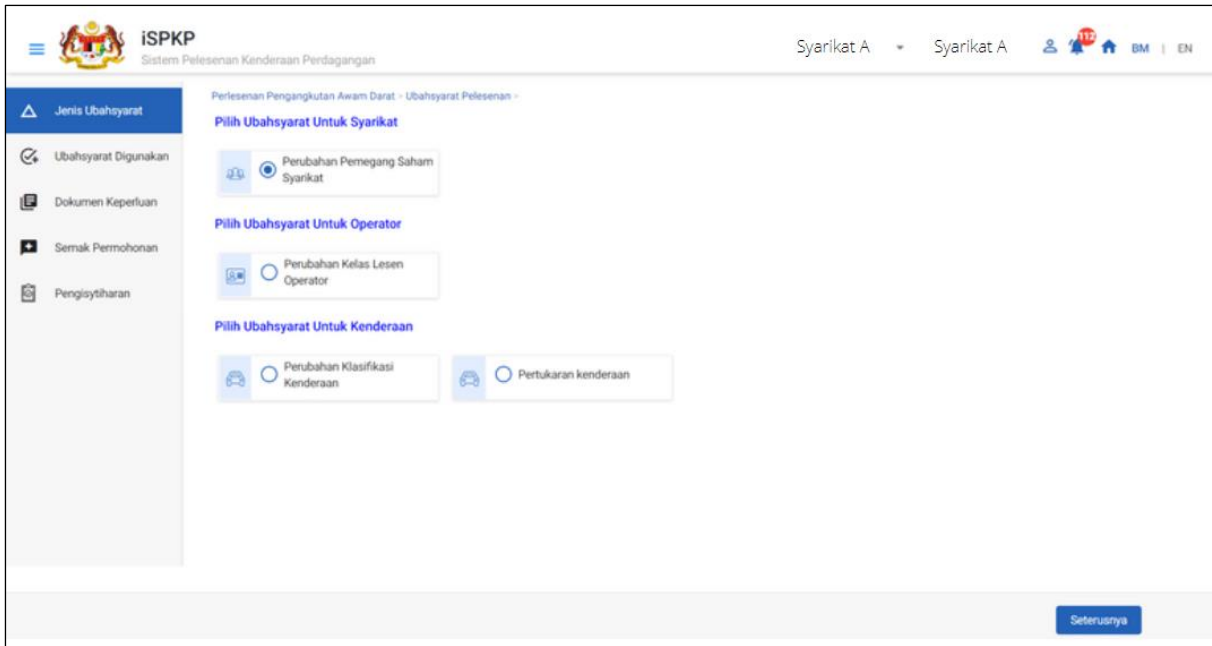 iSPKP
Sistem Pelesenan Kenderaan Perdagangan
Syarikat A
Syarikat A
112
BM | EN
Jenis Ubahsyarat
Ubahsyarat Digunakan
Dokumen Keperluan
Semak Permohonan
Pengisytiharan
Perlesenan Pengangkutan Awam Darat > Ubahsyarat Pelesenan >
Pilih Ubahsyarat Untuk Syarikat
Perubahan Pemegang Saham
Syarikat
Pilih Ubahsyarat Untuk Operator
Perubahan Kelas Lesen
Operator
Pilih Ubahsyarat Untuk Kenderaan
Perubahan Klasifikasi
Kenderaan
Pertukaran kenderaan
Seterusnya